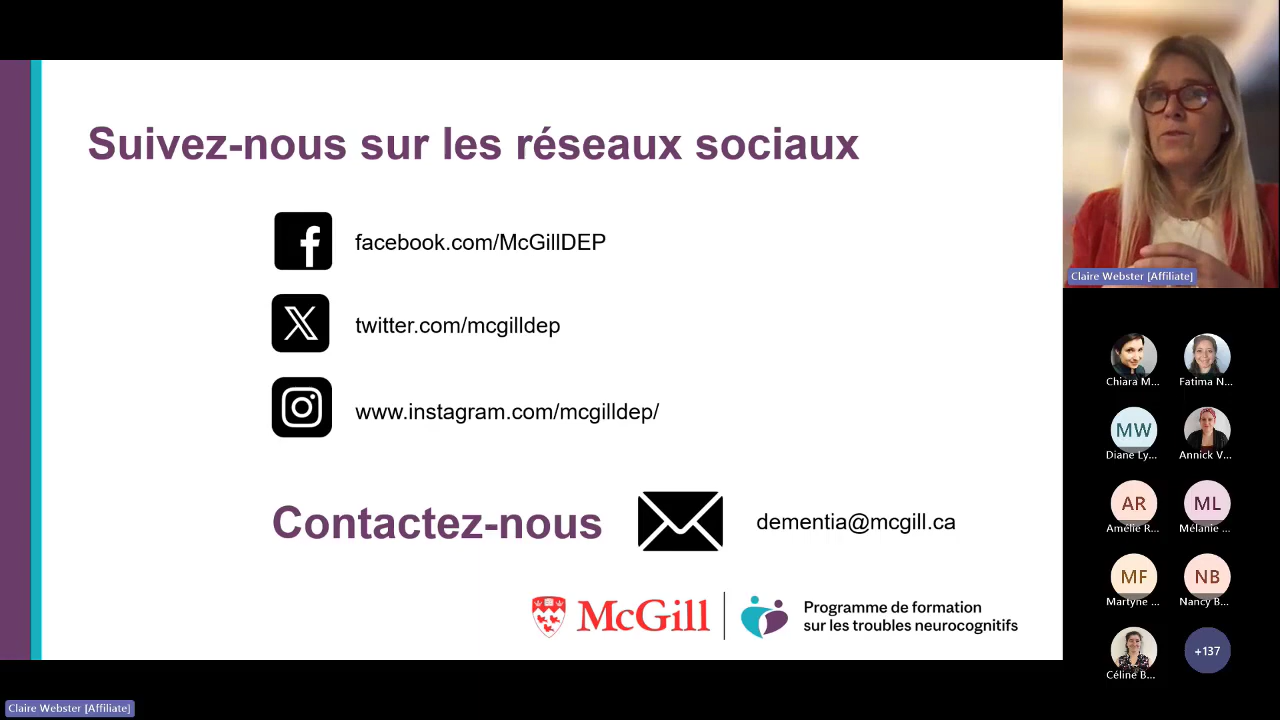 Suivez-nous sur les réseaux sociaux
facebook.com/McGillDEP
twitter.com/mcgilldep
www.instagram.com/mcgilldep/
Contactez-nous
dementia@mcgill.ca
McGill
Programme de formation
sur les troubles neurocognitifs
Claire Webster [Affiliate]
Chiara M...
Fatima N...
MW
Diane Ly...
Annick V...
AR
Amélie R...
ML
Mélanie ...
MF
Martyne ...
NB
Nancy B...
Céline B...
+137
Claire Webster [Affiliate]